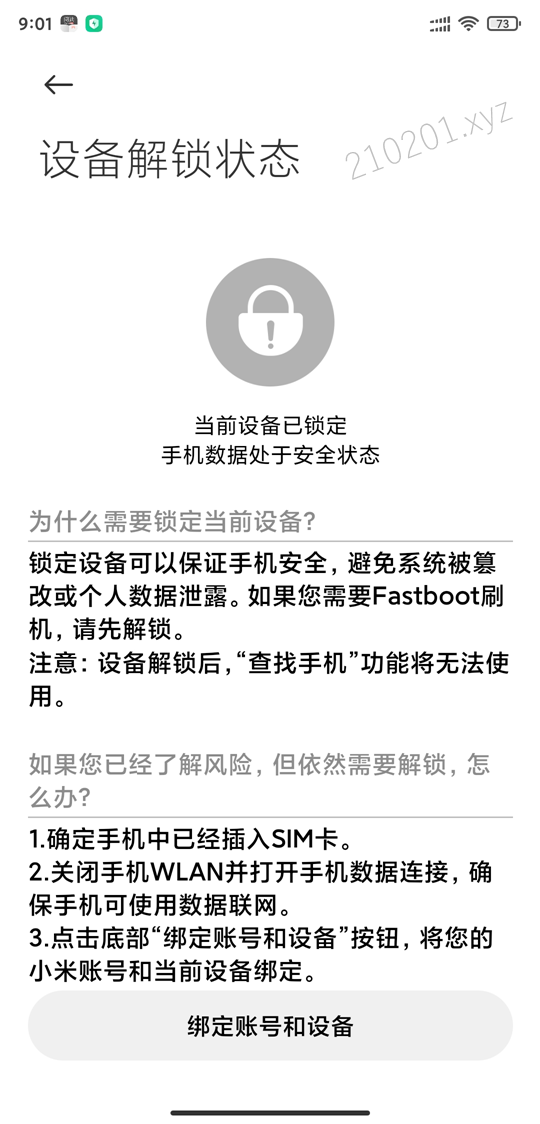 9:01
73
设备解锁状态
210201.xyz
当前设备已锁定
手机数据处于安全状态
为什么需要锁定当前设备?
锁定设备可以保证手机安全，避免系统被篡
改或个人数据泄露。如果您需要Fastboot刷
机，请先解锁。
注意：设备解锁后，“查找手机”功能将无法使
用。
如果您已经了解风险，但依然需要解锁，怎
么办?
1.确定手机中已经插入SIM卡。
2.关闭手机WLAN并打开手机数据连接，确
保手机可使用数据联网。
3.点击底部“绑定账号和设备”按钮，将您的
小米账号和当前设备绑定。
绑定账号和设备